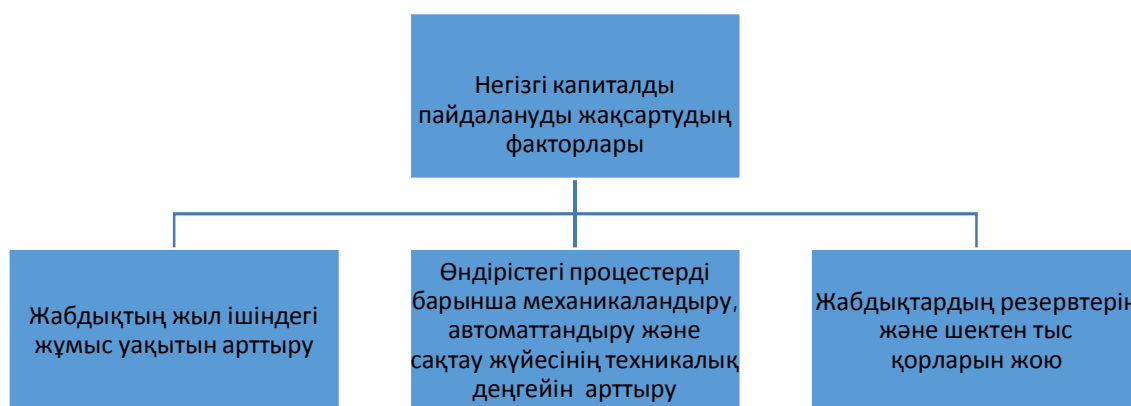 Негізгі капиталды
пайдалануды жақсартудың
факторлары
Жабдықтың жыл ішіндегі
жұмыс уақытын арттыру
Өндірістегі процестерді
барынша механикаландыру,
автоматтандыру және
сақтау жүйесінің техникалық
деңгейін арттыру
Жабдықтардың резервтерін
және шектен тыс
қорларын жою